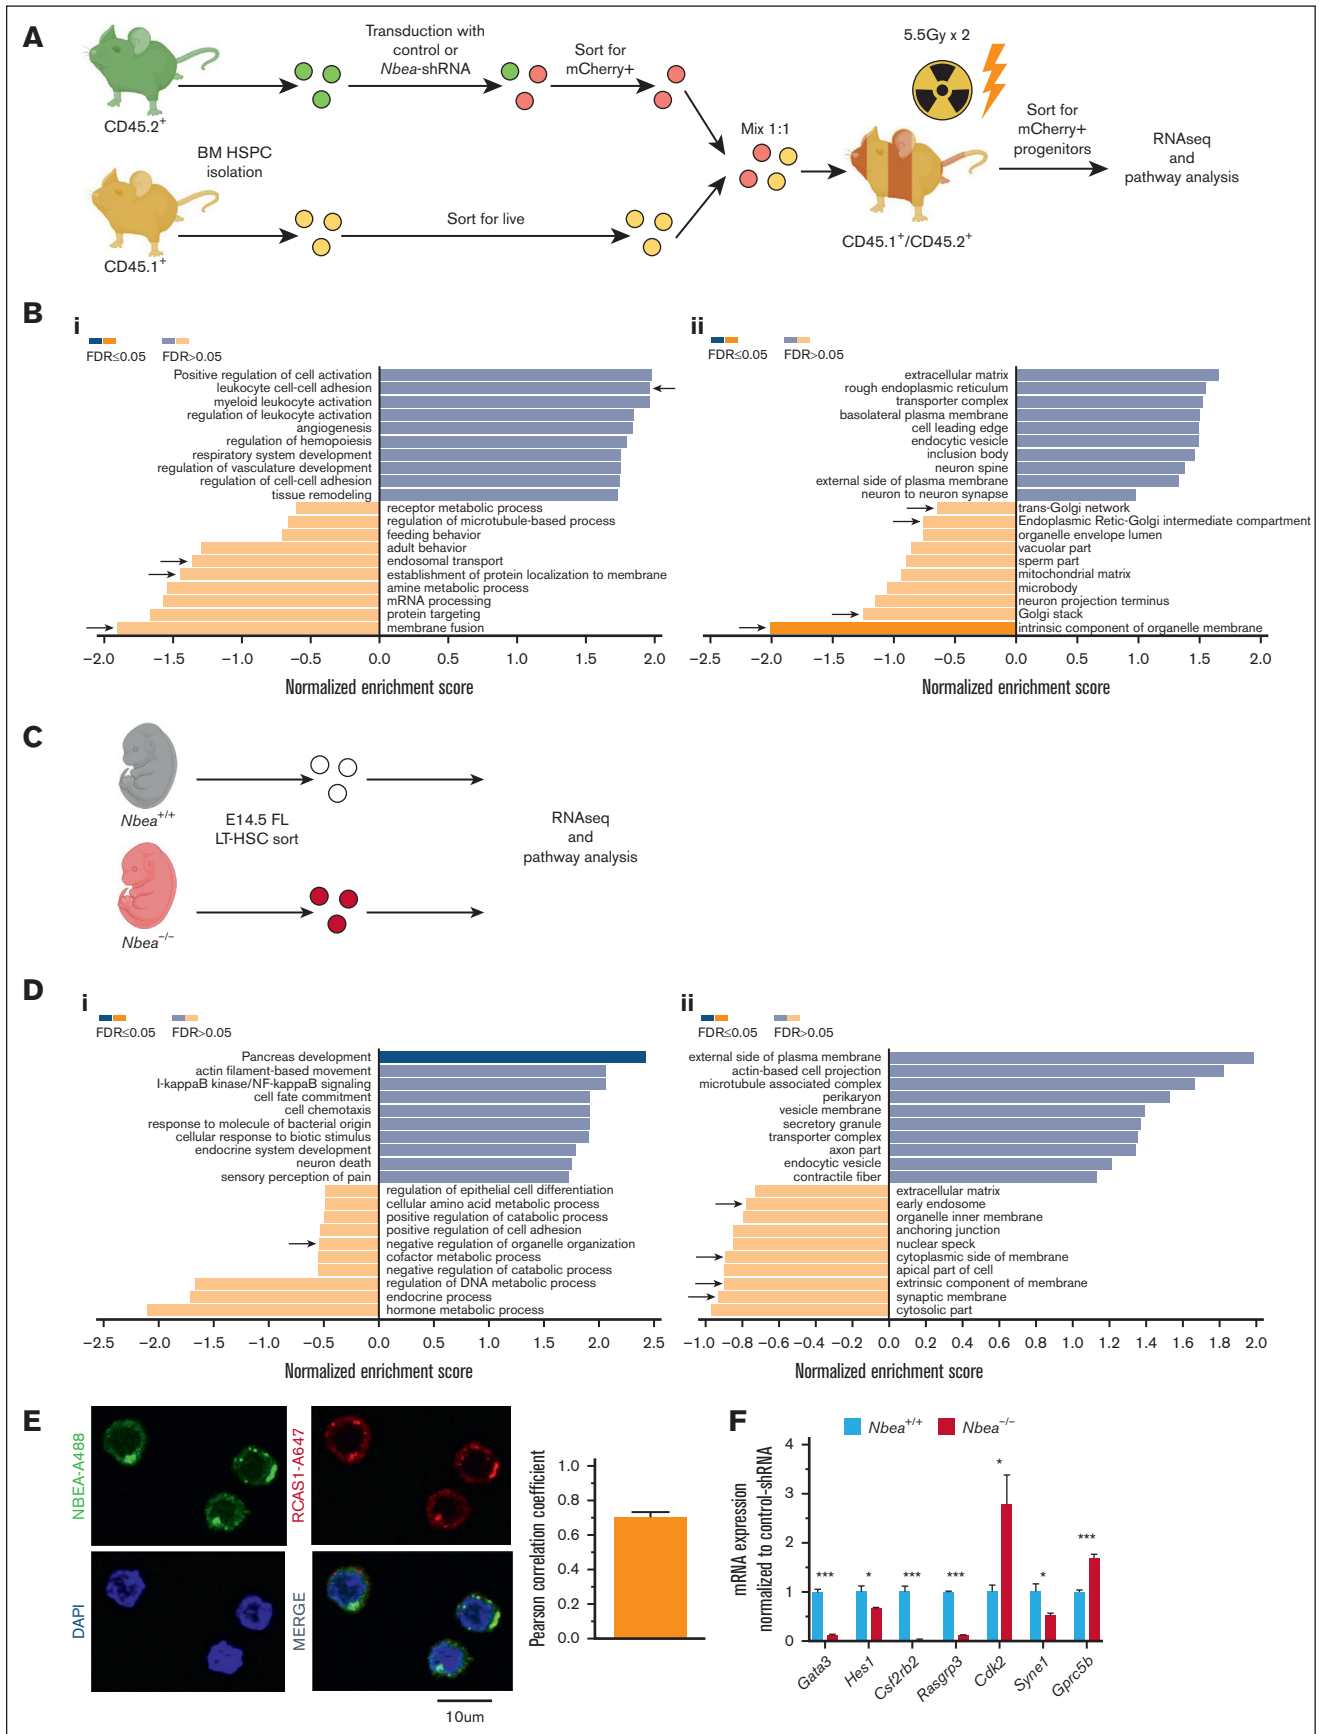 A
Transduction with
control or
Nbea-shRNA
Sort for
mCherry+
5.5Gy x 2
CD45.2+
BM HSPC
isolation
Mix 1:1
Sort for
mCherry+
progenitors
RNAseq
and
pathway analysis
Sort for live
CD45.1+
CD45.1+/CD45.2+
B
i
FDR≤0.05 FDR>0.05
Positive regulation of cell activation
leukocyte cell-cell adhesion
myeloid leukocyte activation
regulation of leukocyte activation
angiogenesis
regulation of hemopoiesis
respiratory system development
regulation of vasculature development
regulation of cell-cell adhesion
tissue remodeling
receptor metabolic process
regulation of microtubule-based process
feeding behavior
adult behavior
endosomal transport
establishment of protein localization to membrane
amine metabolic process
mRNA processing
protein targeting
membrane fusion
−2.0 −1.5 −1.0 −0.5 0.0 0.5 1.0 1.5 2.0
Normalized enrichment score
ii
FDR≤0.05 FDR>0.05
extracellular matrix
rough endoplasmic reticulum
transporter complex
basolateral plasma membrane
cell leading edge
endocytic vesicle
inclusion body
neuron spine
external side of plasma membrane
neuron to neuron synapse
trans-Golgi network
Endoplasmic Retic-Golgi intermediate compartment
organelle envelope lumen
vacuolar part
sperm part
mitochondrial matrix
microbody
neuron projection terminus
Golgi stack
intrinsic component of organelle membrane
−2.5 −2.0 −1.5 −1.0 −0.5 0.0 0.5 1.0 1.5 2.0
Normalized enrichment score
C
Nbea+/+
E14.5 FL
LT-HSC sort
RNAseq
and
pathway analysis
Nbea−/−
D
i
FDR≤0.05 FDR>0.05
Pancreas development
actin filament-based movement
I-kappaB kinase/NF-kappaB signaling
cell fate commitment
cell chemotaxis
response to molecule of bacterial origin
cellular response to biotic stimulus
endocrine system development
neuron death
sensory perception of pain
regulation of epithelial cell differentiation
cellular amino acid metabolic process
positive regulation of catabolic process
positive regulation of cell adhesion
negative regulation of organelle organization
cofactor metabolic process
negative regulation of catabolic process
regulation of DNA metabolic process
endocrine process
hormone metabolic process
−2.5 −2.0 −1.5 −1.0 −0.5 0.0 0.5 1.0 1.5 2.0 2.5
Normalized enrichment score
ii
FDR≤0.05 FDR>0.05
external side of plasma membrane
actin-based cell projection
microtubule associated complex
perikaryon
vesicle membrane
secretory granule
transporter complex
axon part
endocytic vesicle
contractile fiber
extracellular matrix
early endosome
organelle inner membrane
anchoring junction
nuclear speck
cytoplasmic side of membrane
apical part of cell
extrinsic component of membrane
synaptic membrane
cytosolic part
−1.0 −0.8 −0.6 −0.4 −0.2 0.0 0.2 0.4 0.6 0.8 1.0 1.2 1.4 1.6 1.8 2.0
Normalized enrichment score
E
NBEA-A488
RCAS1-A647
DAPI
MERGE
10um
Pearson correlation coefficient
1.0
0.8
0.6
0.4
0.2
0.0
F
Nbea+/+ Nbea−/−
mRNA expression
normalized to control-shRNA
4
3
2
1
0
*** * *** *** * * ***
Gata3 Hes1 Csf2rb2 Rasgrp3 Cdk2 Syne1 Gprc5b